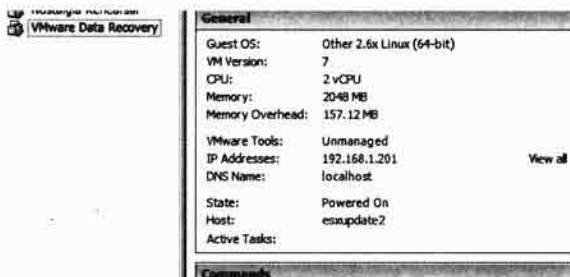 Nostalgia Rehearsal
VMware Data Recovery
General
Guest OS: Other 2.6x Linux (64-bit)
VM Version: 7
CPU: 2 vCPU
Memory: 2048 MB
Memory Overhead: 157.12 MB
VMware Tools: Unmanaged
IP Addresses: 192.168.1.201 View all
DNS Name: localhost
State: Powered On
Host: esxupdate2
Active Tasks:
Commands